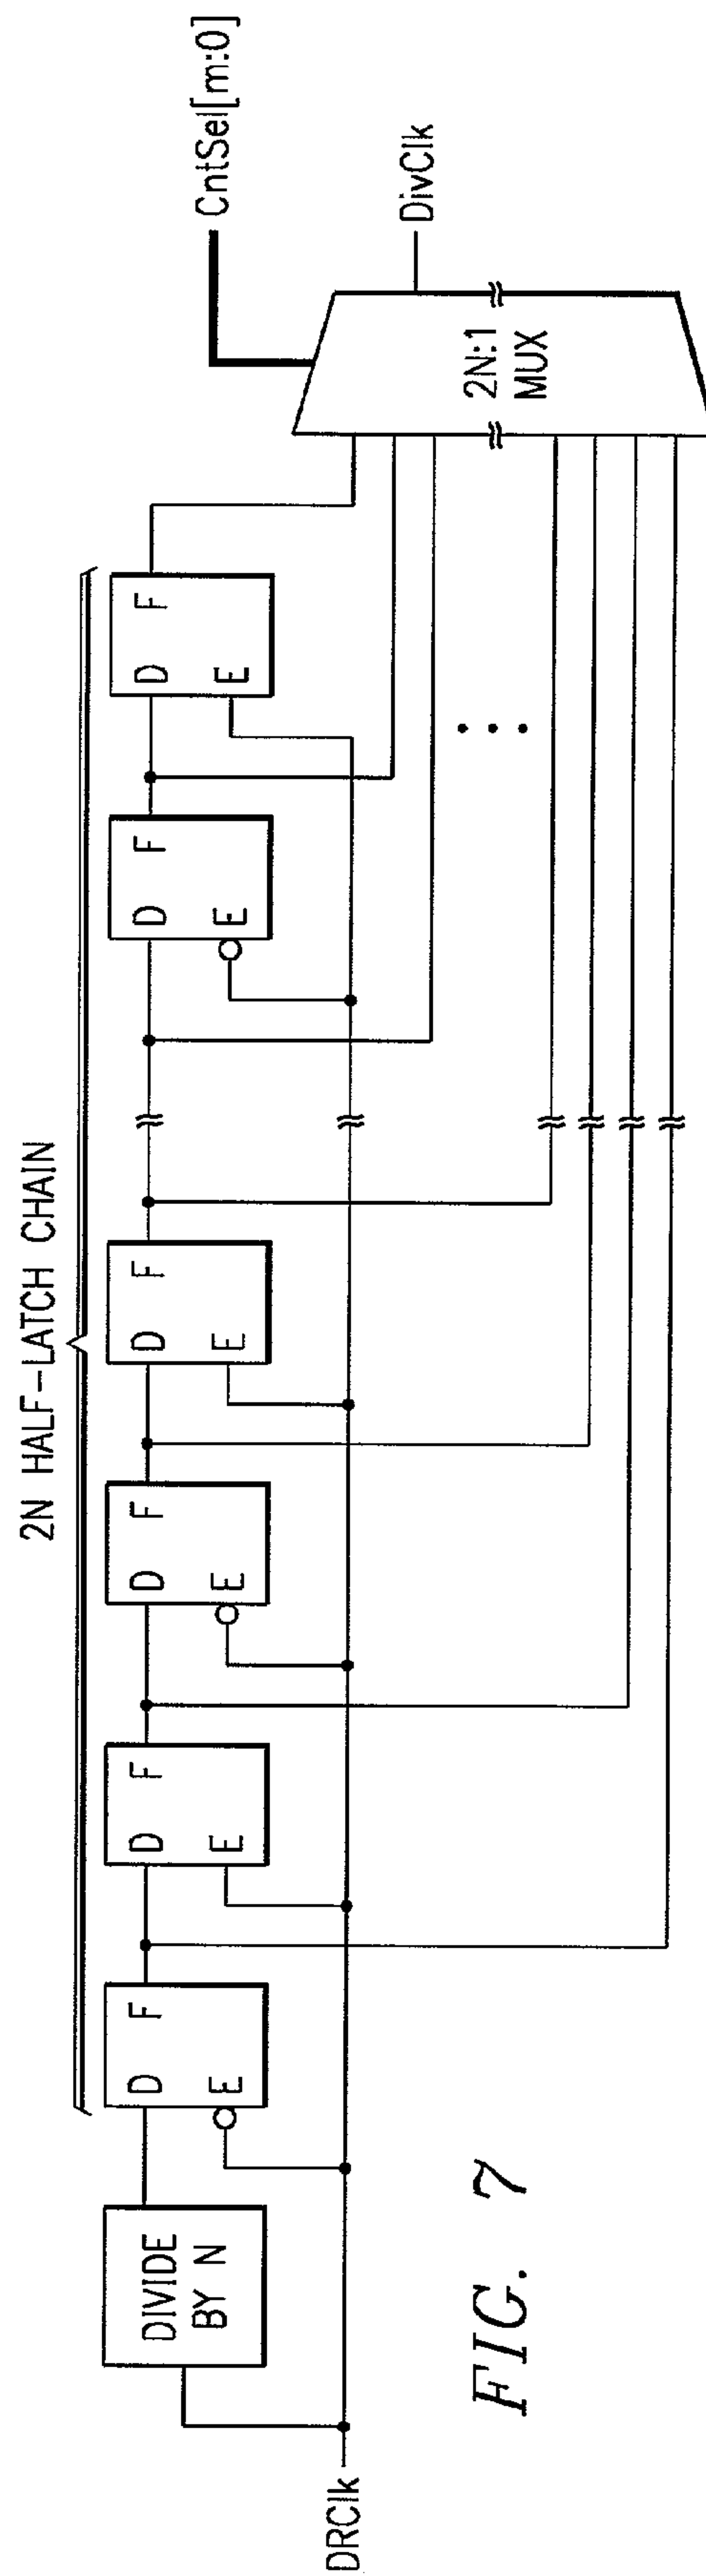 2N HALF-LATCH CHAIN
CntSel[m:0]
DRClk
DIVIDE
BY N
D F
E
D F
E
D F
E
D F
E
D F
E
D F
E
2N:1
MUX
DivClk
FIG. 7